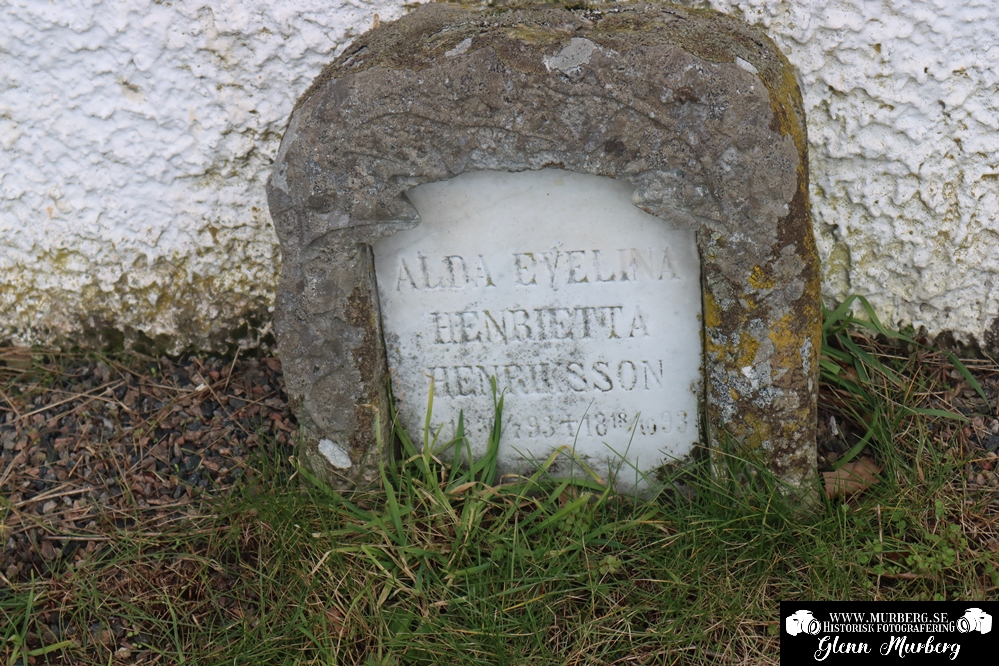 ALDA EVELINA
HENRIETTA
HENRIKSSON
WWW.MURBERG.SE
HISTORISK FOTOGRAFERING
Glenn Murberg